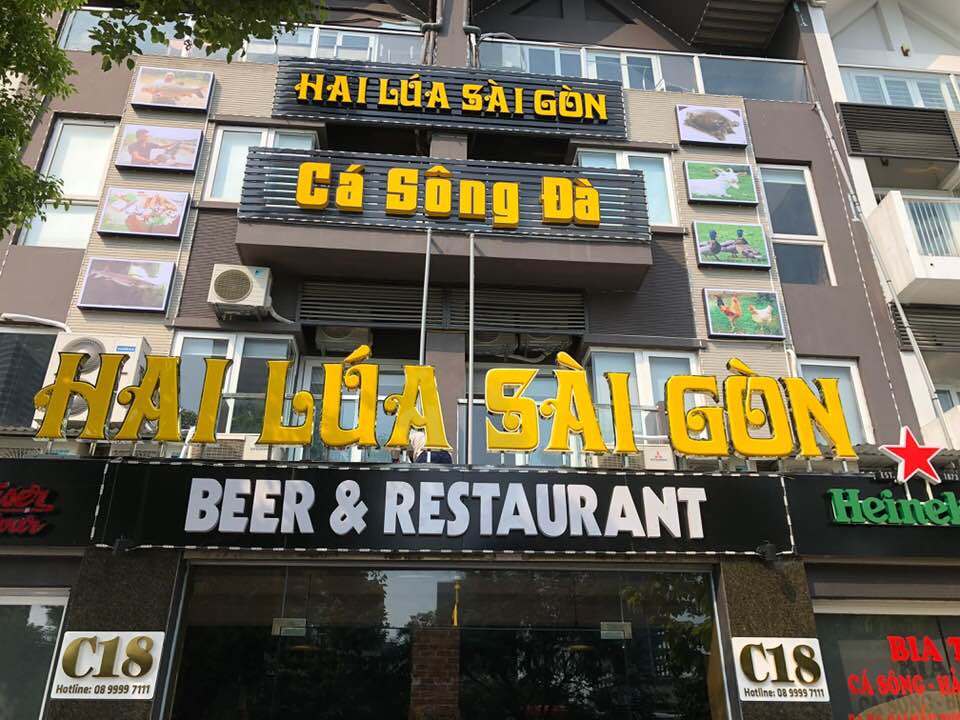 HAI LÚA SÀI GÒN
Cá Sông Đà
HAI LÚA SÀI GÒN
BEER & RESTAURANT
Heinek
C18
Hotline: 08 9999 7111
C18
Hotline: 08 9999 7111
BIA T
CÁ SÔNG - HẢ